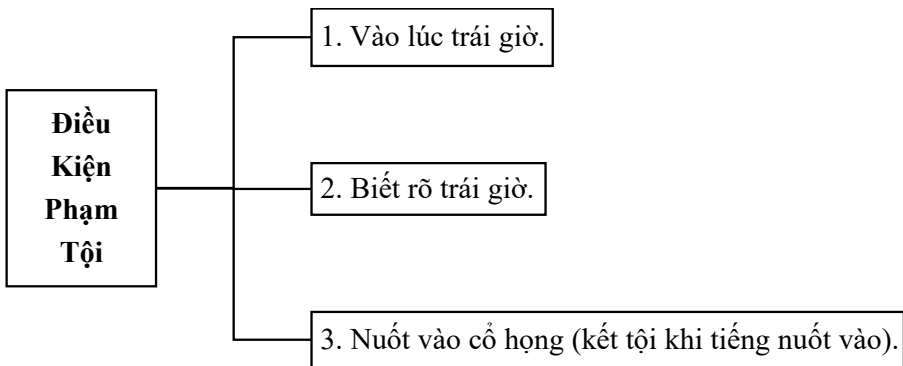 Điều
Kiện
Phạm
Tội
1. Vào lúc trái giờ.
2. Biết rõ trái giờ.
3. Nuốt vào cổ họng (kết tội khi tiếng nuốt vào).